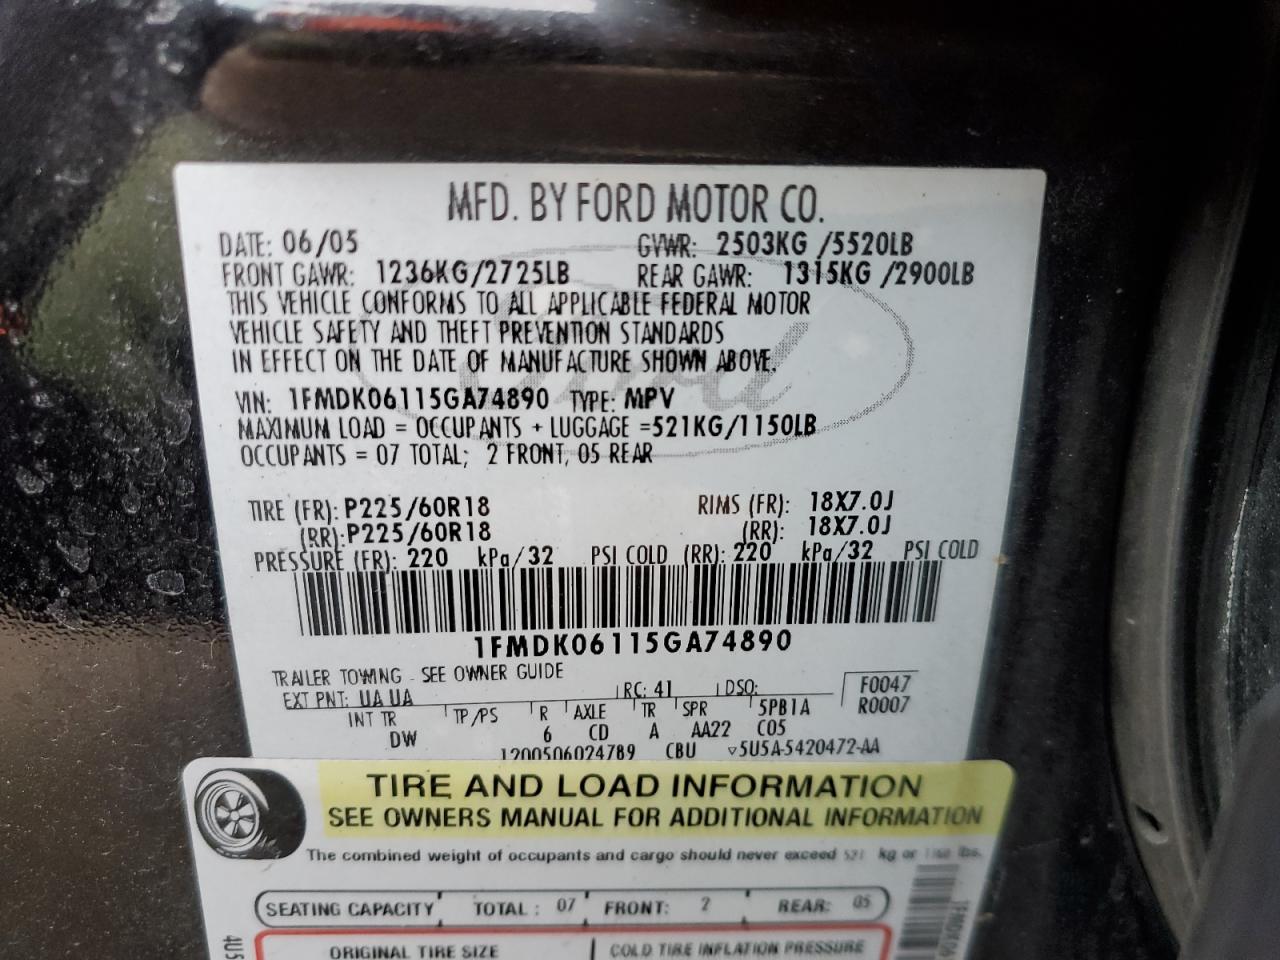 MFD. BY FORD MOTOR CO.
DATE: 06/05 GVWR: 2503KG /5520LB
FRONT GAWR: 1236KG/2725LB REAR GAWR: 1315KG /2900LB
THIS VEHICLE CONFORMS TO ALL APPLICABLE FEDERAL MOTOR
VEHICLE SAFETY AND THEFT PREVENTION STANDARDS
IN EFFECT ON THE DATE OF MANUFACTURE SHOWN ABOVE.
Ford
VIN: 1FMDK06115GA74890 TYPE: MPV
MAXIMUM LOAD = OCCUPANTS + LUGGAGE =521KG/1150LB
OCCUPANTS = 07 TOTAL; 2 FRONT, 05 REAR
TIRE (FR): P225/60R18 RIMS (FR): 18X7.0J
(RR): P225/60R18 (RR): 18X7.0J
PRESSURE (FR): 220 kPa/32 PSI COLD (RR): 220 kPa/32 PSI COLD
1FMDK06115GA74890
TRAILER TOWING - SEE OWNER GUIDE
EXT PNT: UA UA RC: 41 DSO: F0047
INT TR TP/PS R AXLE TR SPR 5PB1A R0007
DW 6 CD A AA22 C05
1200506024789 CBU ▽5U5A-5420472-AA
TIRE AND LOAD INFORMATION
SEE OWNERS MANUAL FOR ADDITIONAL INFORMATION
The combined weight of occupants and cargo should never exceed 521 kg or lbs.
SEATING CAPACITY TOTAL: 07 FRONT: 2 REAR: 05
ORIGINAL TIRE SIZE COLD TIRE INFLATION PRESSURE